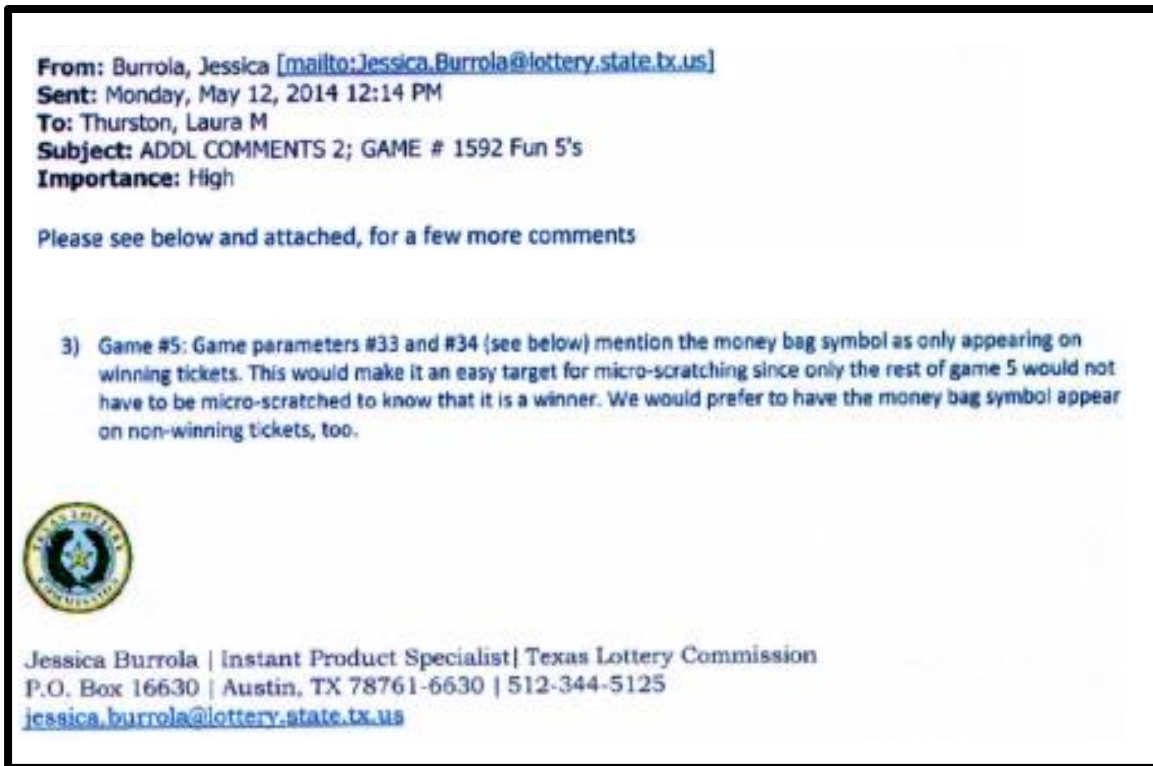 From: Burrola, Jessica [mailto:Jessica.Burrola@lottery.state.tx.us]
Sent: Monday, May 12, 2014 12:14 PM
To: Thurston, Laura M
Subject: ADDL COMMENTS 2; GAME # 1592 Fun 5's
Importance: High
Please see below and attached, for a few more comments
3) Game #5: Game parameters #33 and #34 (see below) mention the money bag symbol as only appearing on
winning tickets. This would make it an easy target for micro-scratching since only the rest of game 5 would not
have to be micro-scratched to know that it is a winner. We would prefer to have the money bag symbol appear
on non-winning tickets, too.
TEXAS LOTTERY
COMMISSION
Jessica Burrola | Instant Product Specialist| Texas Lottery Commission
P.O. Box 16630 | Austin, TX 78761-6630 | 512-344-5125
jessica.burrola@lottery.state.tx.us